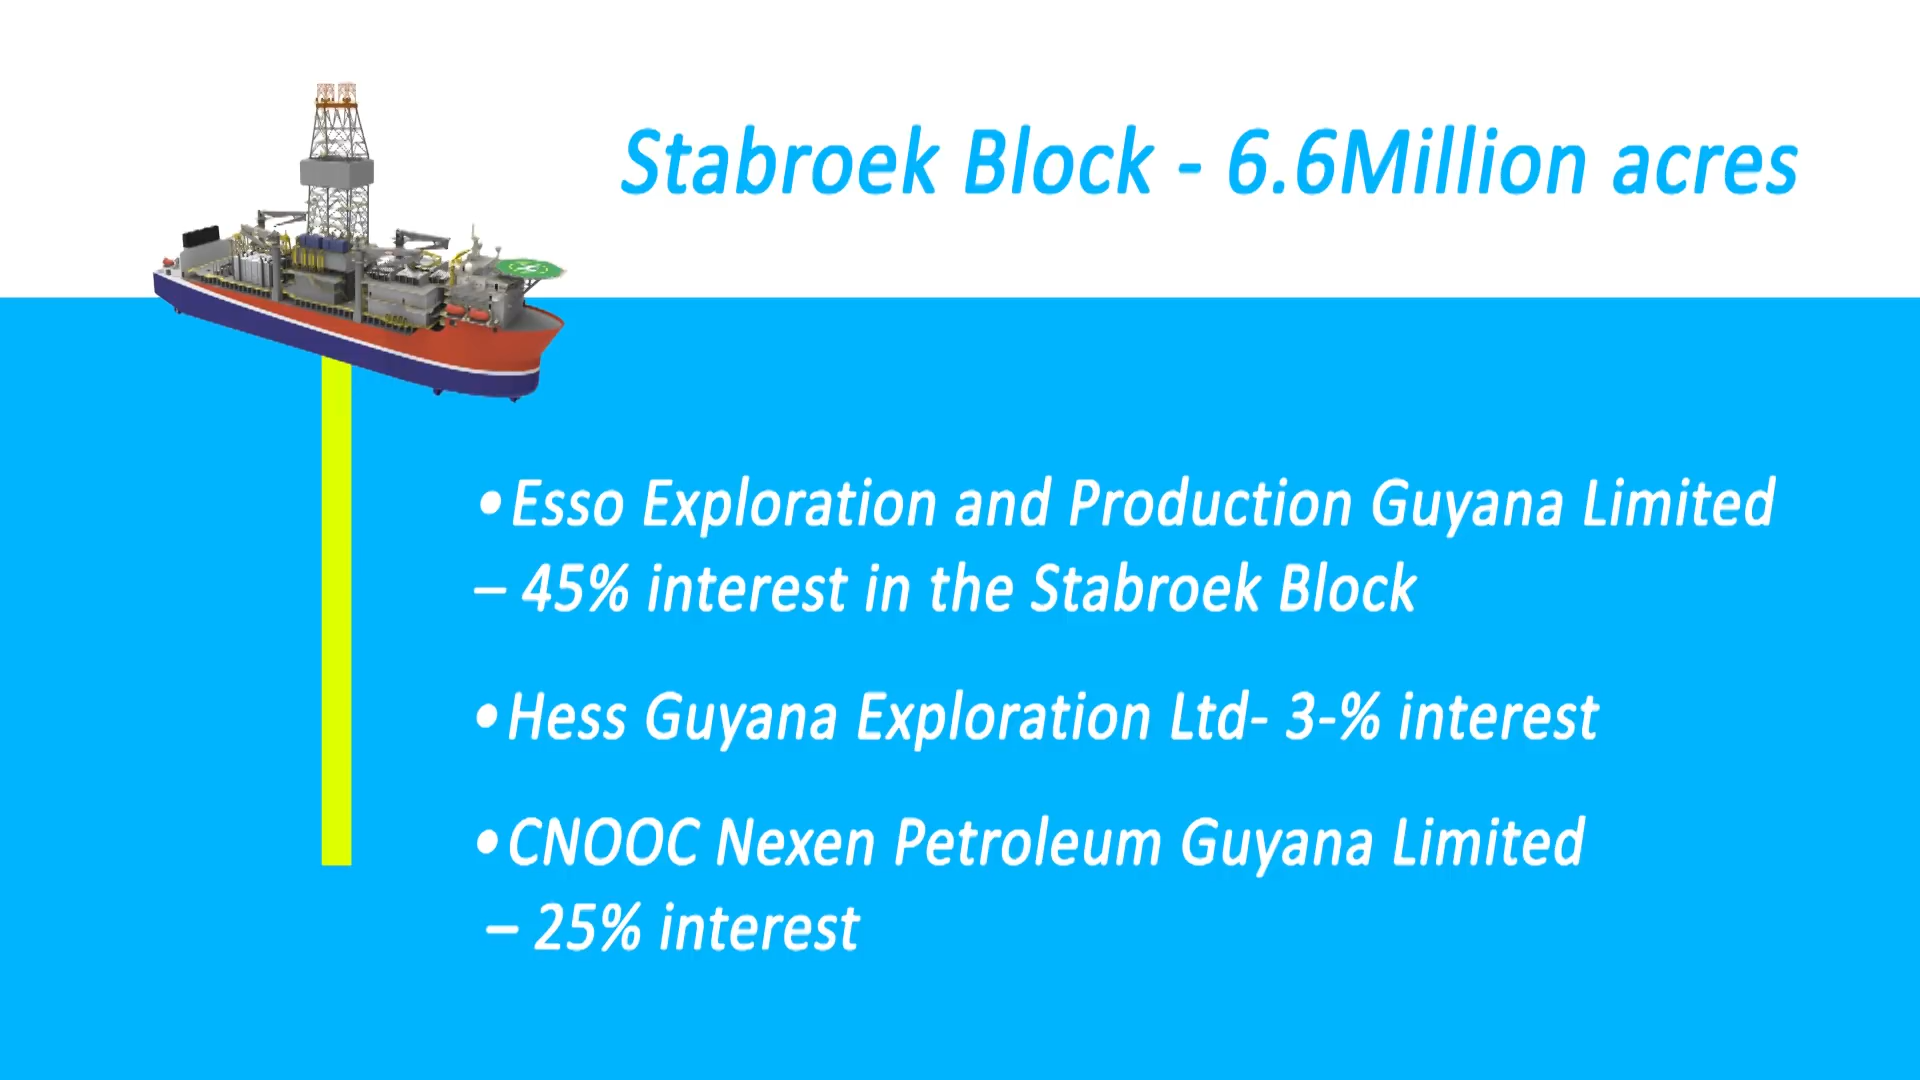 Stabroek Block - 6.6Million acres
•Esso Exploration and Production Guyana Limited
– 45% interest in the Stabroek Block
•Hess Guyana Exploration Ltd- 3-% interest
•CNOOC Nexen Petroleum Guyana Limited
– 25% interest